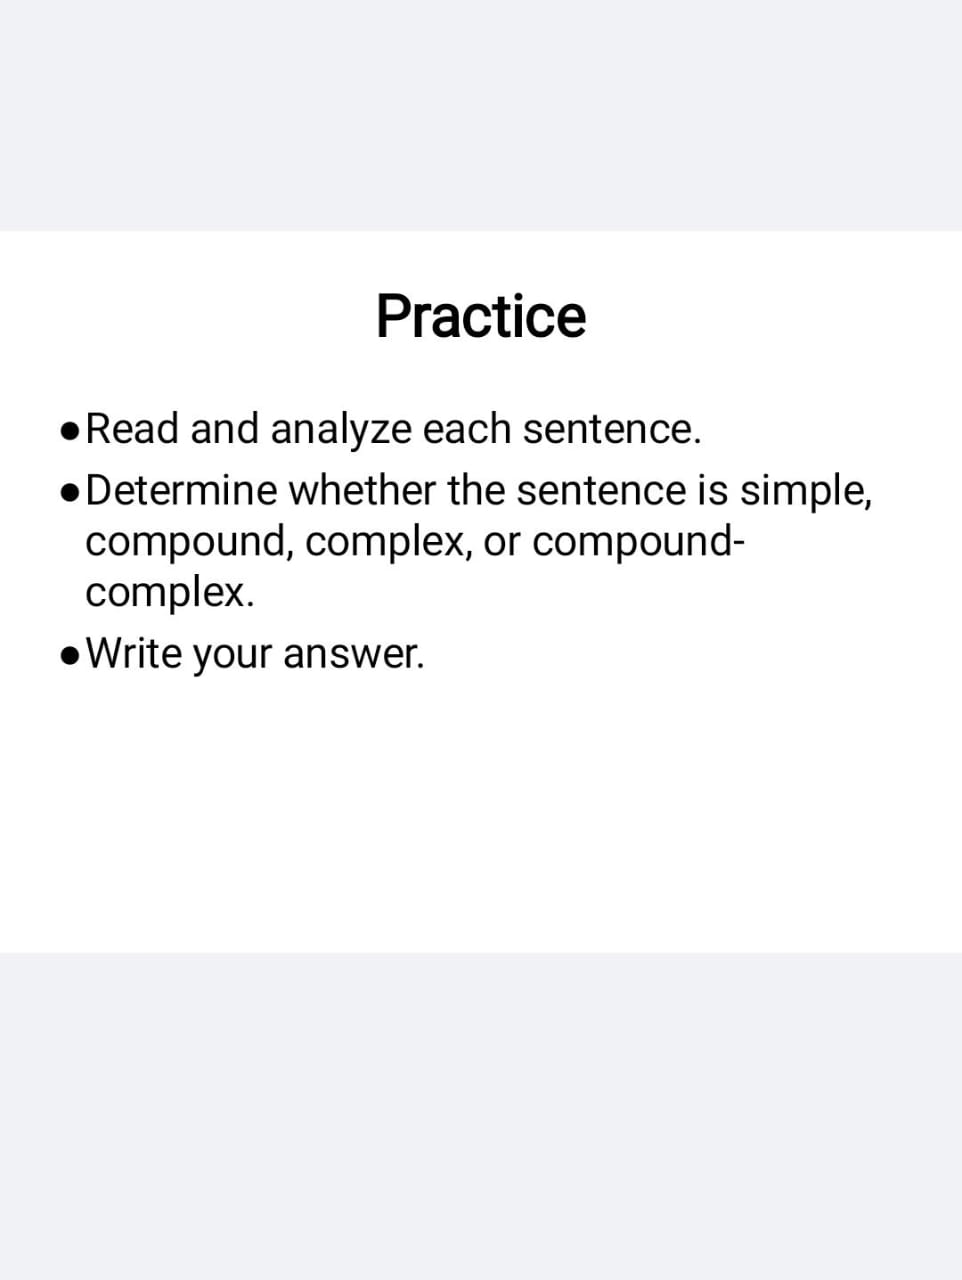 Practice
●Read and analyze each sentence.
●Determine whether the sentence is simple,
compound, complex, or compound-
complex.
●Write your answer.